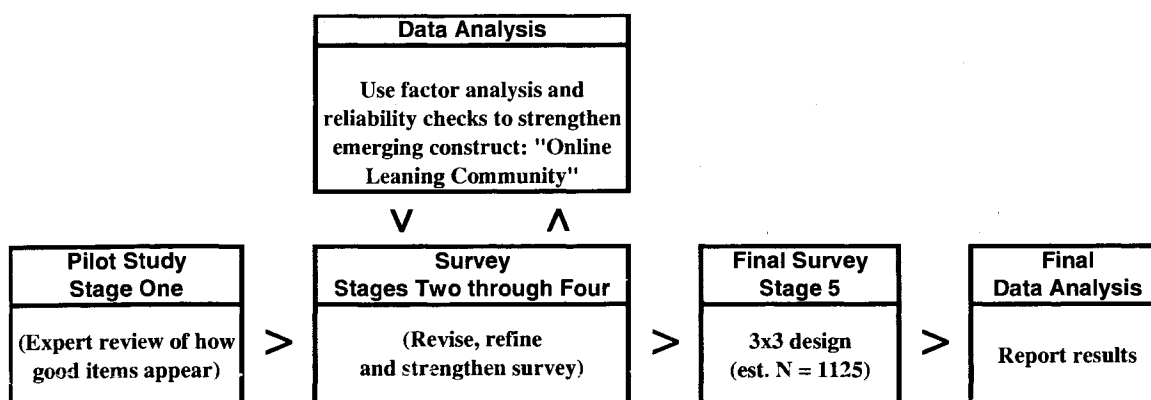 Data Analysis
Use factor analysis and
reliability checks to strengthen
emerging construct: "Online
Leaning Community"
V Λ
Pilot Study
Stage One
(Expert review of how
good items appear)
>
Survey
Stages Two through Four
(Revise, refine
and strengthen survey)
>
Final Survey
Stage 5
3x3 design
(est. N = 1125)
>
Final
Data Analysis
Report results